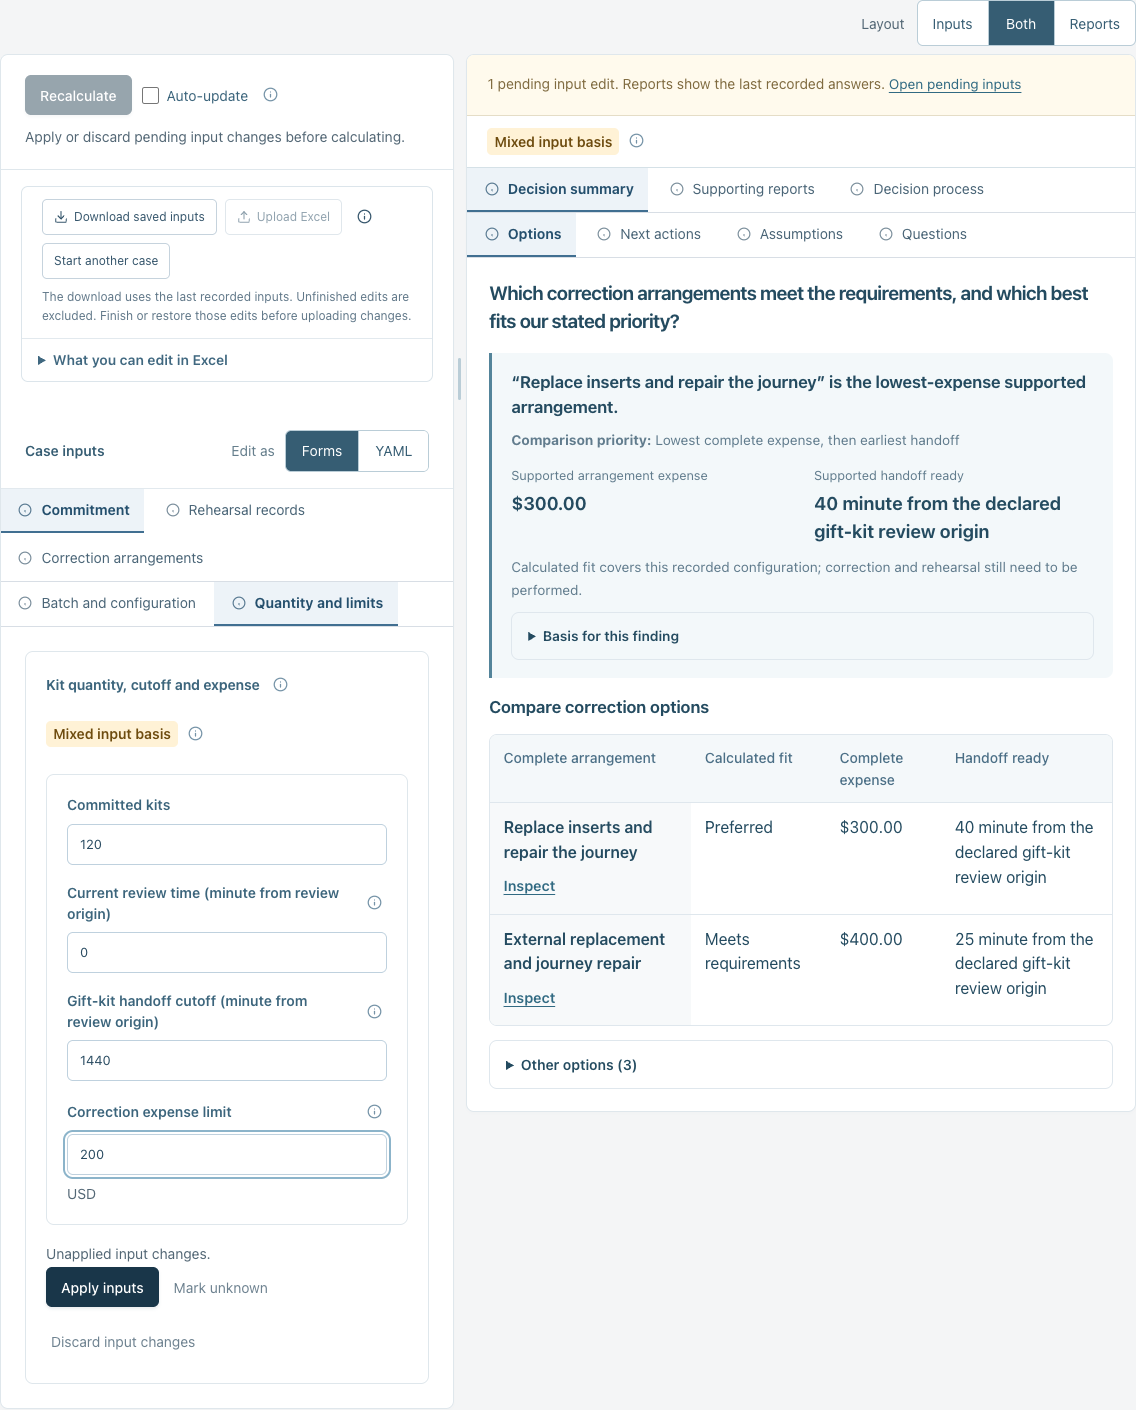 Layout
Inputs
Both
Reports
Recalculate
Auto-update
Apply or discard pending input changes before calculating.
Download saved inputs
Upload Excel
Start another case
The download uses the last recorded inputs. Unfinished edits are
excluded. Finish or restore those edits before uploading changes.
What you can edit in Excel
Case inputs
Edit as
Forms
YAML
Commitment
Rehearsal records
Correction arrangements
Batch and configuration
Quantity and limits
Kit quantity, cutoff and expense
Mixed input basis
Committed kits
120
Current review time (minute from review
origin)
0
Gift-kit handoff cutoff (minute from
review origin)
1440
Correction expense limit
200
USD
Unapplied input changes.
Apply inputs
Mark unknown
Discard input changes
1 pending input edit. Reports show the last recorded answers. Open pending inputs
Mixed input basis
Decision summary
Supporting reports
Decision process
Options
Next actions
Assumptions
Questions
Which correction arrangements meet the requirements, and which best
fits our stated priority?
“Replace inserts and repair the journey” is the lowest-expense supported
arrangement.
Comparison priority: Lowest complete expense, then earliest handoff
Supported arrangement expense
$300.00
Supported handoff ready
40 minute from the declared
gift-kit review origin
Calculated fit covers this recorded configuration; correction and rehearsal still need to be
performed.
Basis for this finding
Compare correction options
Complete arrangement
Calculated fit
Complete
expense
Handoff ready
Replace inserts and
repair the journey
Inspect
Preferred
$300.00
40 minute from the
declared gift-kit
review origin
External replacement
and journey repair
Inspect
Meets
requirements
$400.00
25 minute from the
declared gift-kit
review origin
Other options (3)